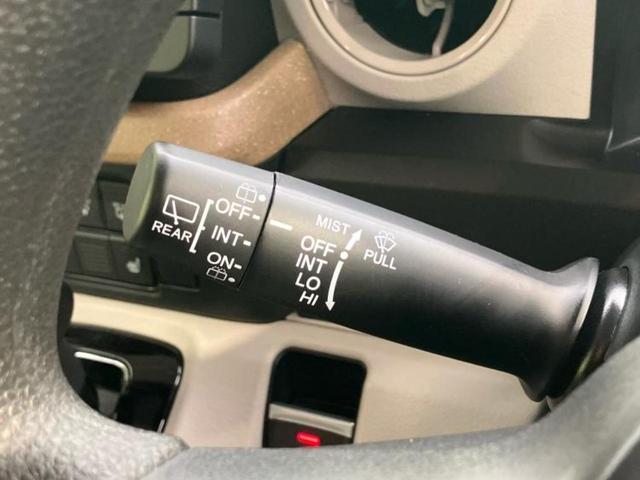 REAR
OFF
INT
ON
MIST
OFF
INT
LO
HI
PULL